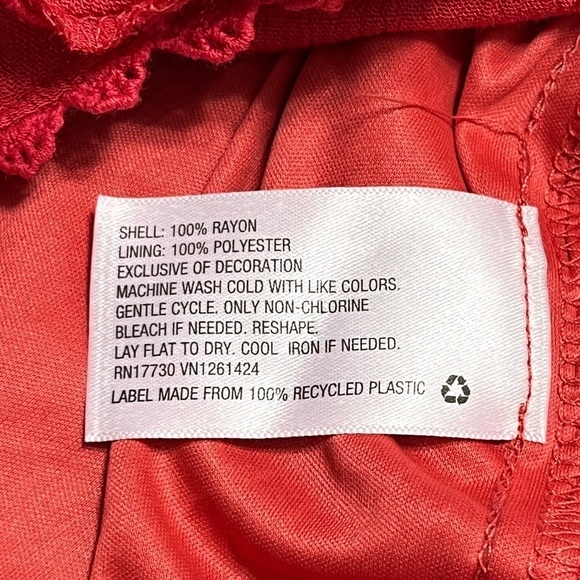 SHELL: 100% RAYON
LINING: 100% POLYESTER
EXCLUSIVE OF DECORATION
MACHINE WASH COLD WITH LIKE COLORS.
GENTLE CYCLE. ONLY NON-CHLORINE
BLEACH IF NEEDED. RESHAPE.
LAY FLAT TO DRY. COOL IRON IF NEEDED.
RN17730 VN1261424
LABEL MADE FROM 100% RECYCLED PLASTIC